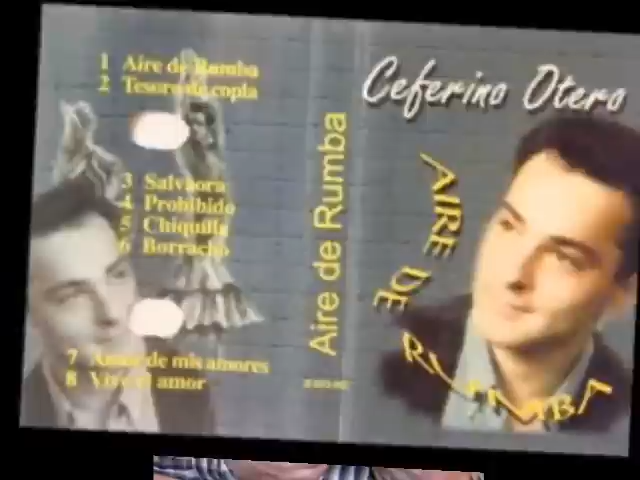 1 Aire de Rumba
2 Tesoro de copla
3 Salvaora
4 Prohibido
5 Chiquilla
6 Borracho
7 Amor de mis amores
8 Vive el amor
Aire de Rumba
Ceferino Otero
AIRE DE RUMBA